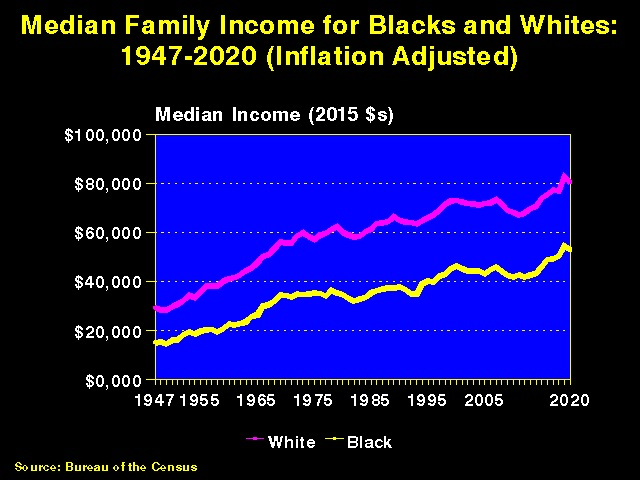 Median Family Income for Blacks and Whites:
1947-2020 (Inflation Adjusted)
Median Income (2015 $s)
$100,000
$80,000
$60,000
$40,000
$20,000
$0,000
1947 1955 1965 1975 1985 1995 2005 2020
White Black
Source: Bureau of the Census